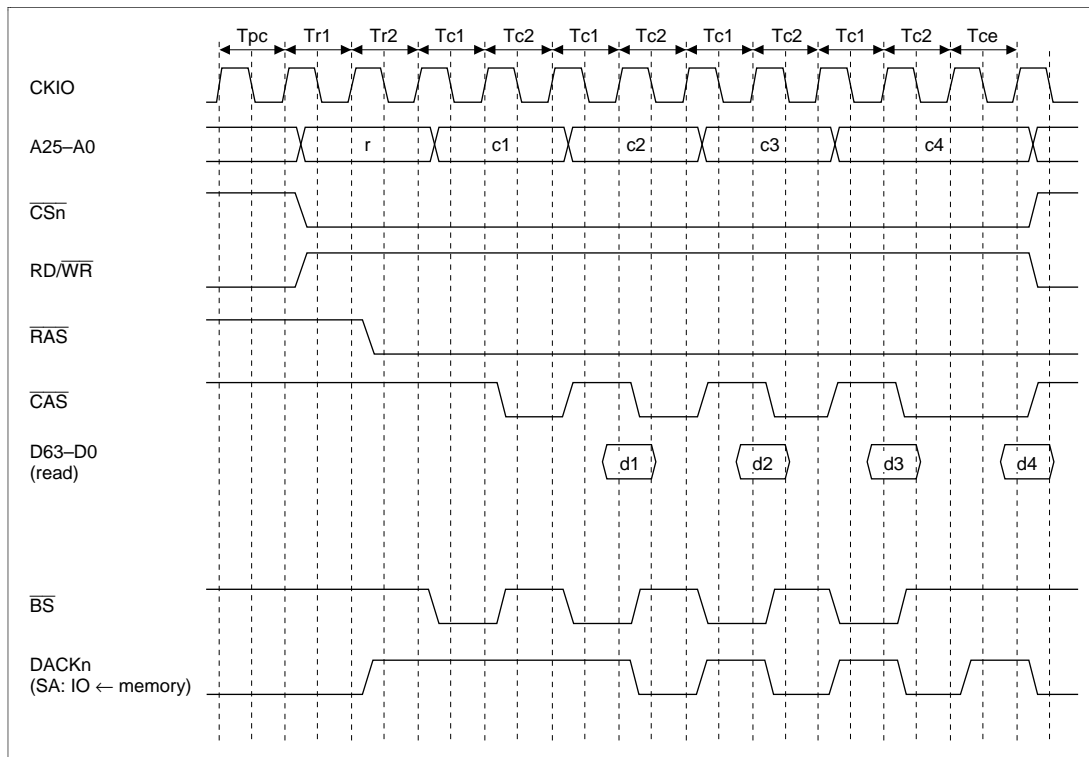 Tpc Tr1 Tr2 Tc1 Tc2 Tc1 Tc2 Tc1 Tc2 Tc1 Tc2 Tce
CKIO
A25–A0 r c1 c2 c3 c4
CSn
RD/WR
RAS
CAS
D63–D0 d1 d2 d3 d4
(read)
BS
DACKn
(SA: IO ← memory)